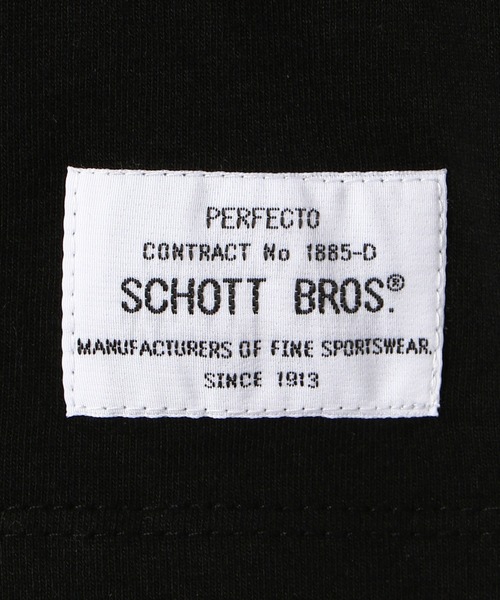 PERFECTO
CONTRACT No 1885-D
SCHOTT BROS.®
MANUFACTURERS OF FINE SPORTSWEAR.
SINCE 1913